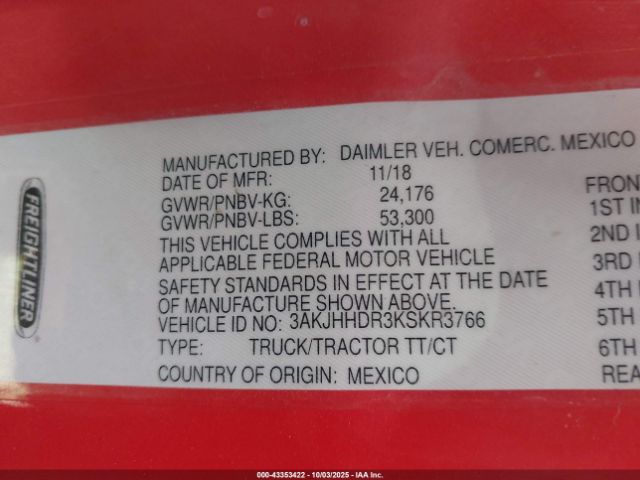 FREIGHTLINER
MANUFACTURED BY: DAIMLER VEH. COMERC. MEXICO
DATE OF MFR: 11/18
GVWR/PNBV-KG: 24,176
GVWR/PNBV-LBS: 53,300
THIS VEHICLE COMPLIES WITH ALL
APPLICABLE FEDERAL MOTOR VEHICLE
SAFETY STANDARDS IN EFFECT AT THE DATE
OF MANUFACTURE SHOWN ABOVE.
VEHICLE ID NO: 3AKJHHDR3KSKR3766
TYPE: TRUCK/TRACTOR TT/CT
COUNTRY OF ORIGIN: MEXICO
FRON
1ST IN
2ND I
3RD
4TH
5TH
6TH
REA
000-43353422 - 10/03/2025 - IAA Inc.